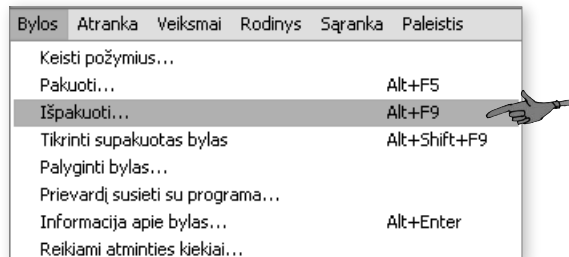 Bylos Atranka Veiksmai Rodinys Sąranka Paleistis
Keisti požymius...
Pakuoti... Alt+F5
Išpakuoti... Alt+F9
Tikrinti supakuotas bylas Alt+Shift+F9
Palyginti bylas...
Prievardį susieti su programa...
Informacija apie bylas... Alt+Enter
Reikiami atminties kiekiai...